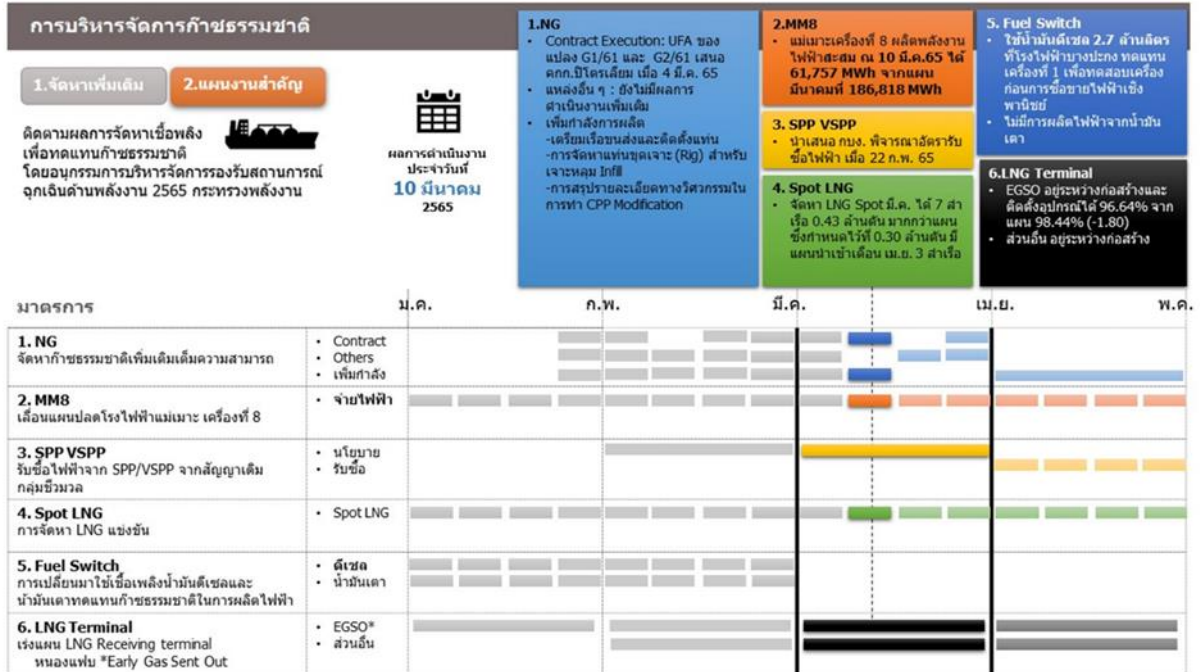 การบริหารจัดการก๊าซธรรมชาติ
1.จัดหาเพิ่มเติม
2.แผนงานสำคัญ
ติดตามผลการจัดหาเชื้อเพลิง
เพื่อทดแทนก๊าซธรรมชาติ
โดยอนุกรรมการบริหารจัดการรองรับสถานการณ์
ฉุกเฉินด้านพลังงาน 2565 กระทรวงพลังงาน
ผลการดำเนินงาน
ประจำวันที่
10 มีนาคม
2565
1.NG
• Contract Execution: UFA ของ
แปลง G1/61 และ G2/61 เสนอ
คกก.ปิโตรเลียม เมื่อ 4 มี.ค. 65
• แหล่งอื่น ๆ : ยังไม่มีผลการ
ดำเนินงานเพิ่มเติม
• เพิ่มกำลังการผลิต
-เตรียมเรือขนส่งและติดตั้งแท่น
-การจัดหาแท่นขุดเจาะ (Rig) สำหรับ
เจาะหลุม Infill
-การสรุปรายละเอียดทางวิศวกรรมใน
การทำ CPP Modification
2.MM8
• แม่เมาะเครื่องที่ 8 ผลิตพลังงาน
ไฟฟ้าสะสม ณ 10 มี.ค.65 ได้
61,757 MWh จากแผน
มีนาคมที่ 186,818 MWh
3. SPP VSPP
• นำเสนอ กบง. พิจารณาอัตรารับ
ซื้อไฟฟ้า เมื่อ 22 ก.พ. 65
4. Spot LNG
• จัดหา LNG Spot มี.ค. ได้ 7 ลำ
เรือ 0.43 ล้านตัน มากกว่าแผน
ซึ่งกำหนดไว้ที่ 0.30 ล้านตัน มี
แผนนำเข้าเดือน เม.ย. 3 ลำเรือ
5. Fuel Switch
• ใช้น้ำมันดีเซล 2.7 ล้านลิตร
ที่โรงไฟฟ้าบางปะกง ทดแทน
เครื่องที่ 1 เพื่อทดสอบเครื่อง
ก่อนการซื้อขายไฟฟ้าเชิง
พานิชย์
• ไม่มีการผลิตไฟฟ้าจากน้ำมัน
เตา
6.LNG Terminal
• EGSO อยู่ระหว่างก่อสร้างและ
ติดตั้งอุปกรณ์ได้ 96.64% จาก
แผน 98.44% (-1.80)
• ส่วนอื่น อยู่ระหว่างก่อสร้าง
มาตรการ ม.ค. ก.พ. มี.ค. เม.ย. พ.ค.
1. NG
จัดหาก๊าซธรรมชาติเพิ่มเติมเต็มความสามารถ
• Contract
• Others
• เพิ่มกำลัง
2. MM8
เลื่อนแผนปลดโรงไฟฟ้าแม่เมาะ เครื่องที่ 8
• จ่ายไฟฟ้า
3. SPP VSPP
รับซื้อไฟฟ้าจาก SPP/VSPP จากสัญญาเดิม
กลุ่มชีวมวล
• นโยบาย
• รับซื้อ
4. Spot LNG
การจัดหา LNG แข่งขัน
• Spot LNG
5. Fuel Switch
การเปลี่ยนมาใช้เชื้อเพลิงน้ำมันดีเซลและ
น้ำมันเตาทดแทนก๊าซธรรมชาติในการผลิตไฟฟ้า
• ดีเซล
• น้ำมันเตา
6. LNG Terminal
เร่งแผน LNG Receiving terminal
หนองแฟบ *Early Gas Sent Out
• EGSO*
• ส่วนอื่น